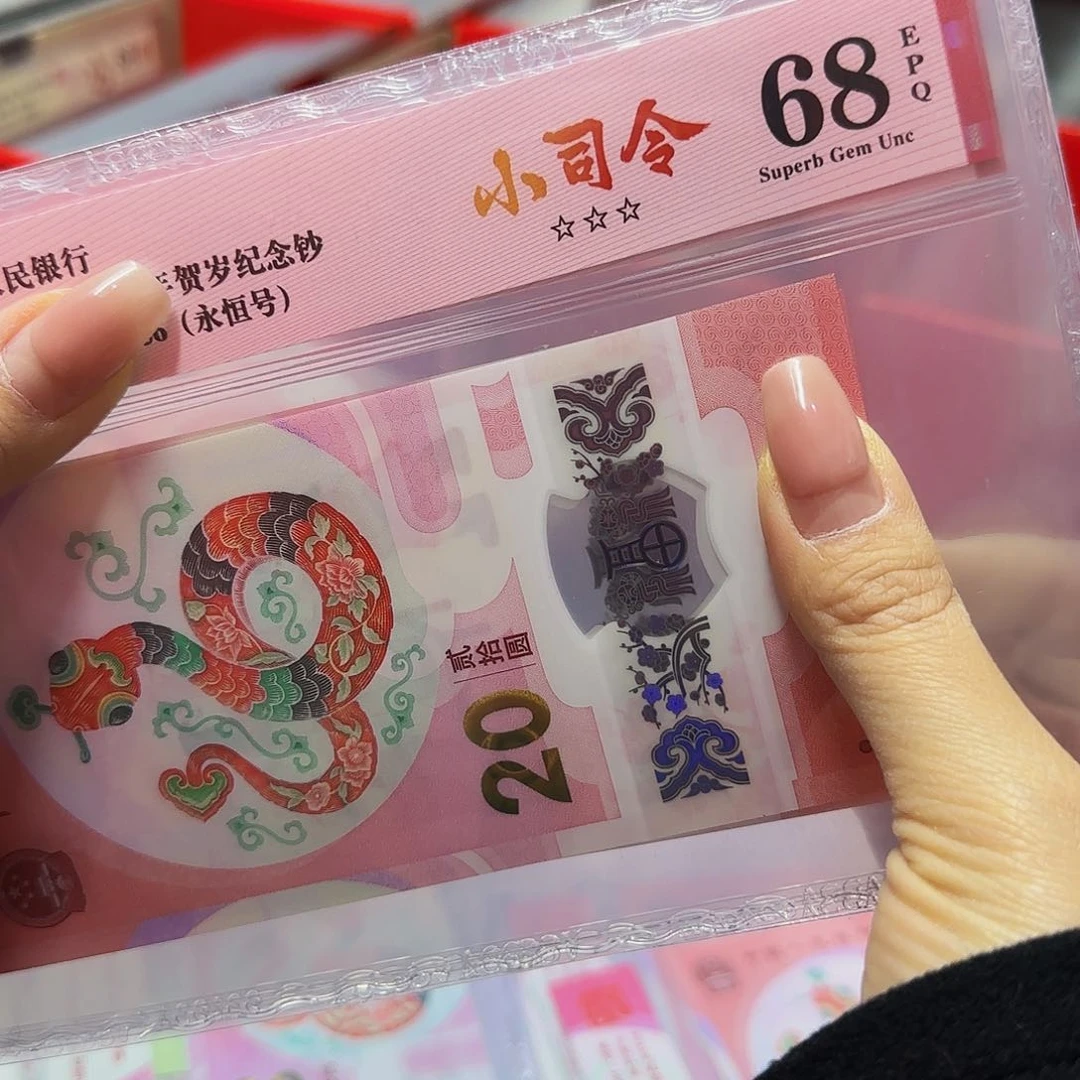 民银行
年贺岁纪念钞
（永恒号）
小司令
☆☆☆
68
EPQ
Superb Gem Unc
贰拾圆
20